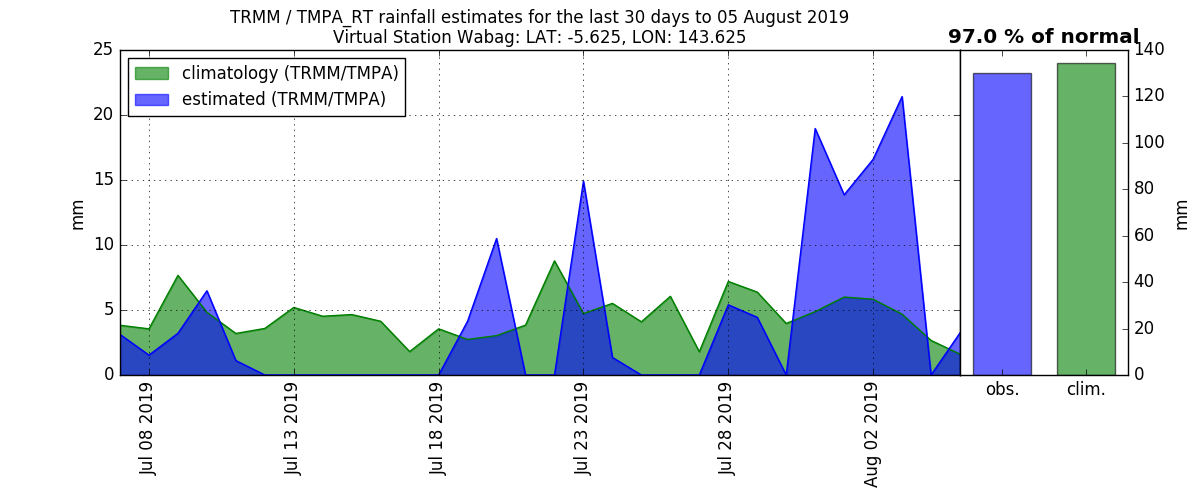 TRMM / TMPA_RT rainfall estimates for the last 30 days to 05 August 2019
Virtual Station Wabag: LAT: -5.625, LON: 143.625
97.0 % of normal
climatology (TRMM/TMPA)
estimated (TRMM/TMPA)
25
20
15
10
5
0
mm
140
120
100
80
60
40
20
0
mm
obs. clim.
Jul 08 2019
Jul 13 2019
Jul 18 2019
Jul 23 2019
Jul 28 2019
Aug 02 2019